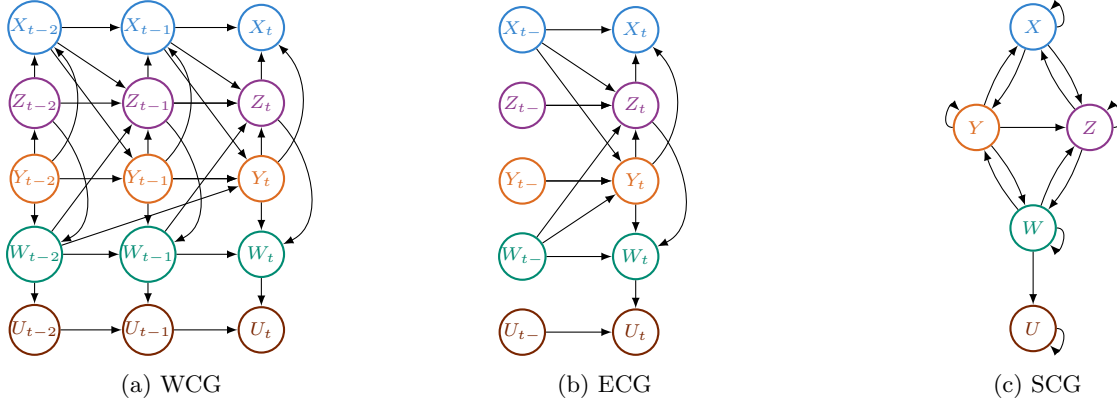 X_{t-2} X_{t-1} X_t X_{t-} X_t X
Z_{t-2} Z_{t-1} Z_t Z_{t-} Z_t
Y Z
Y_{t-2} Y_{t-1} Y_t Y_{t-} Y_t
W_{t-2} W_{t-1} W_t W_{t-} W_t W
U_{t-2} U_{t-1} U_t U_{t-} U_t U
(a) WCG (b) ECG (c) SCG